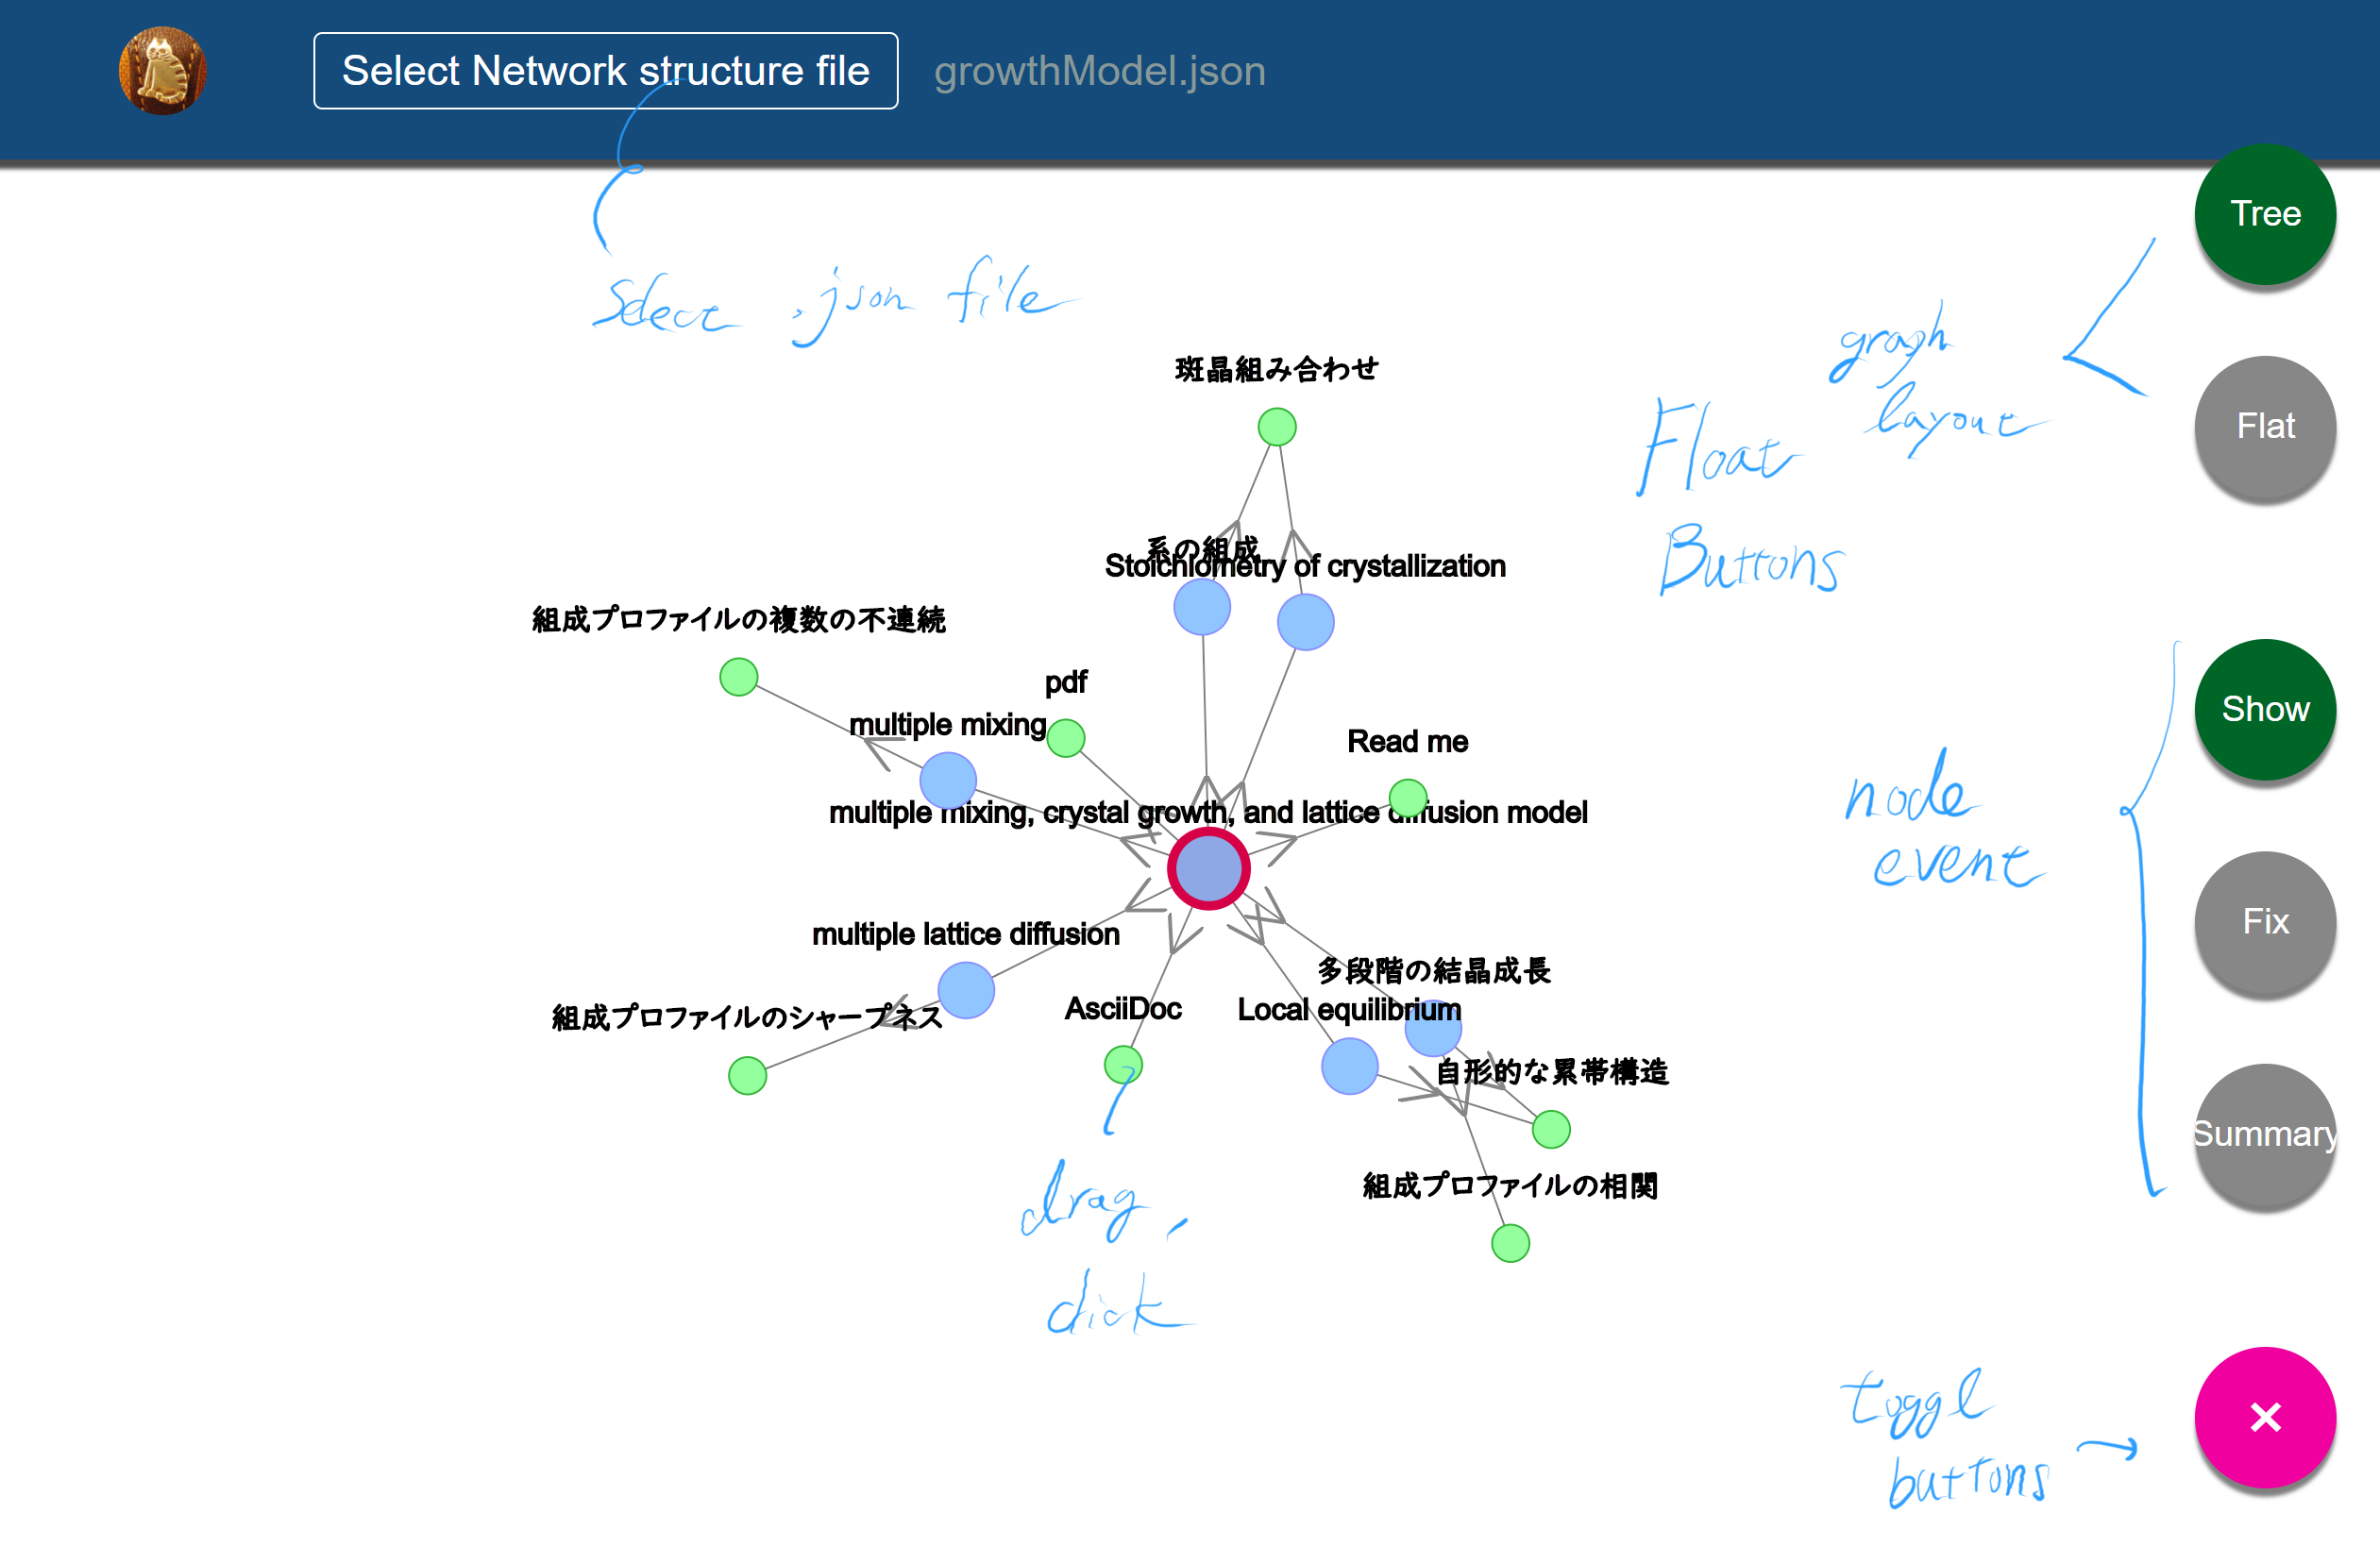 Select Network structure file growthModel.json
Tree
Select .json file
graph
layout
Flat
Float
Buttons
斑晶組み合わせ
系の組成
Stoichiometry of crystallization
組成プロファイルの複数の不連続
pdf
multiple mixing
Read me
Show
multiple mixing, crystal growth, and lattice diffusion model
node
event
Fix
multiple lattice diffusion
多段階の結晶成長
組成プロファイルのシャープネス
AsciiDoc
Local equilibrium
自形的な累帯構造
Summary
組成プロファイルの相関
drag,
click
toggl
buttons
×